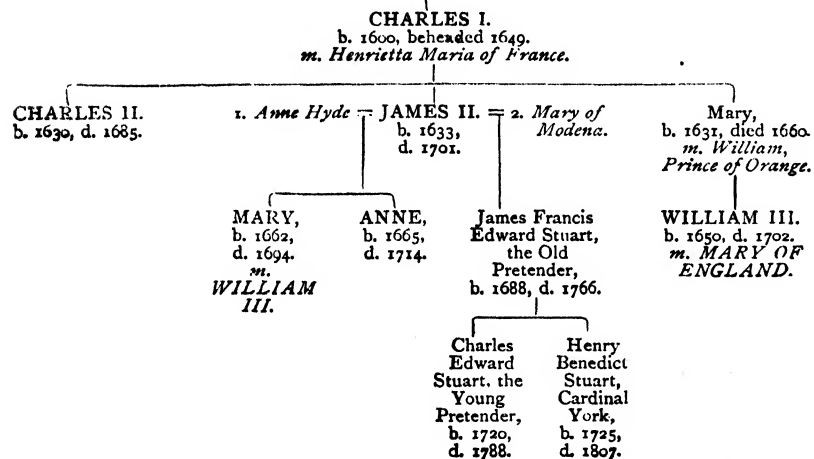 CHARLES I.
b. 1600, beheaded 1649.
m. Henrietta Maria of France.
CHARLES II.
b. 1630, d. 1685.
1. Anne Hyde = JAMES II. = 2. Mary of
b. 1633,
d. 1701.
Modena.
Mary,
b. 1631, died 1660.
m. William,
Prince of Orange.
MARY,
b. 1662,
d. 1694.
m.
WILLIAM
III.
ANNE,
b. 1665,
d. 1714.
James Francis
Edward Stuart,
the Old
Pretender,
b. 1688, d. 1766.
WILLIAM III.
b. 1650, d. 1702.
m. MARY OF
ENGLAND.
Charles
Edward
Stuart. the
Young
Pretender,
b. 1720,
d. 1788.
Henry
Benedict
Stuart,
Cardinal
York,
b. 1725,
d. 1807.